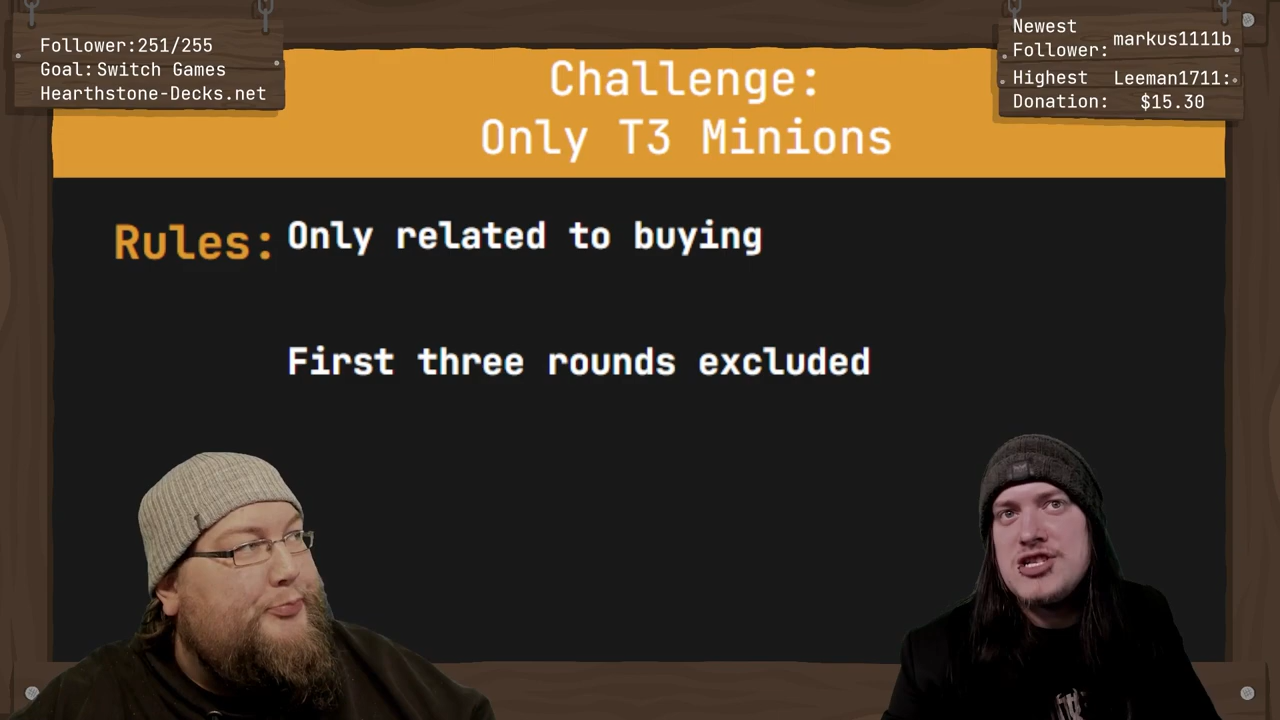 Follower:251/255
Goal: Switch Games
Hearthstone-Decks.net
Newest Follower: markus1111b
Highest Donation: Leeman1711: $15.30
Challenge:
Only T3 Minions
Rules: Only related to buying
First three rounds excluded